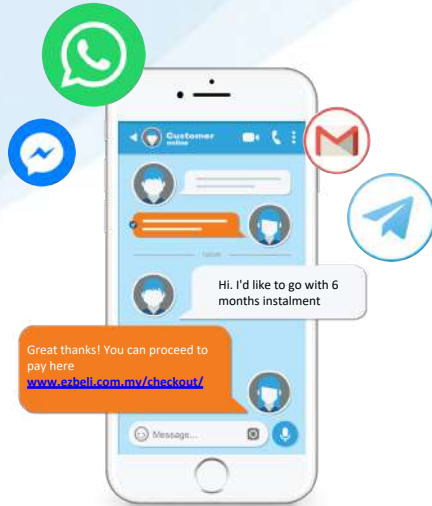 Customer
online
Hi. I'd like to go with 6
months instalment
Great thanks! You can proceed to
pay here
www.ezbeli.com.my/checkout/
Message...